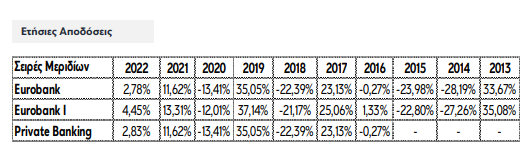 Ετήσιες Αποδόσεις
Σειρές Μεριδίων 2022 2021 2020 2019 2018 2017 2016 2015 2014 2013
Eurobank 2,78% 11,62% -13,41% 35,05% -22,39% 23,13% -0,27% -23,98% -28,19% 33,67%
Eurobank I 4,45% 13,31% -12,01% 37,14% -21,17% 25,06% 1,33% -22,80% -27,26% 35,08%
Private Banking 2,83% 11,62% -13,41% 35,05% -22,39% 23,13% -0,27% - - -